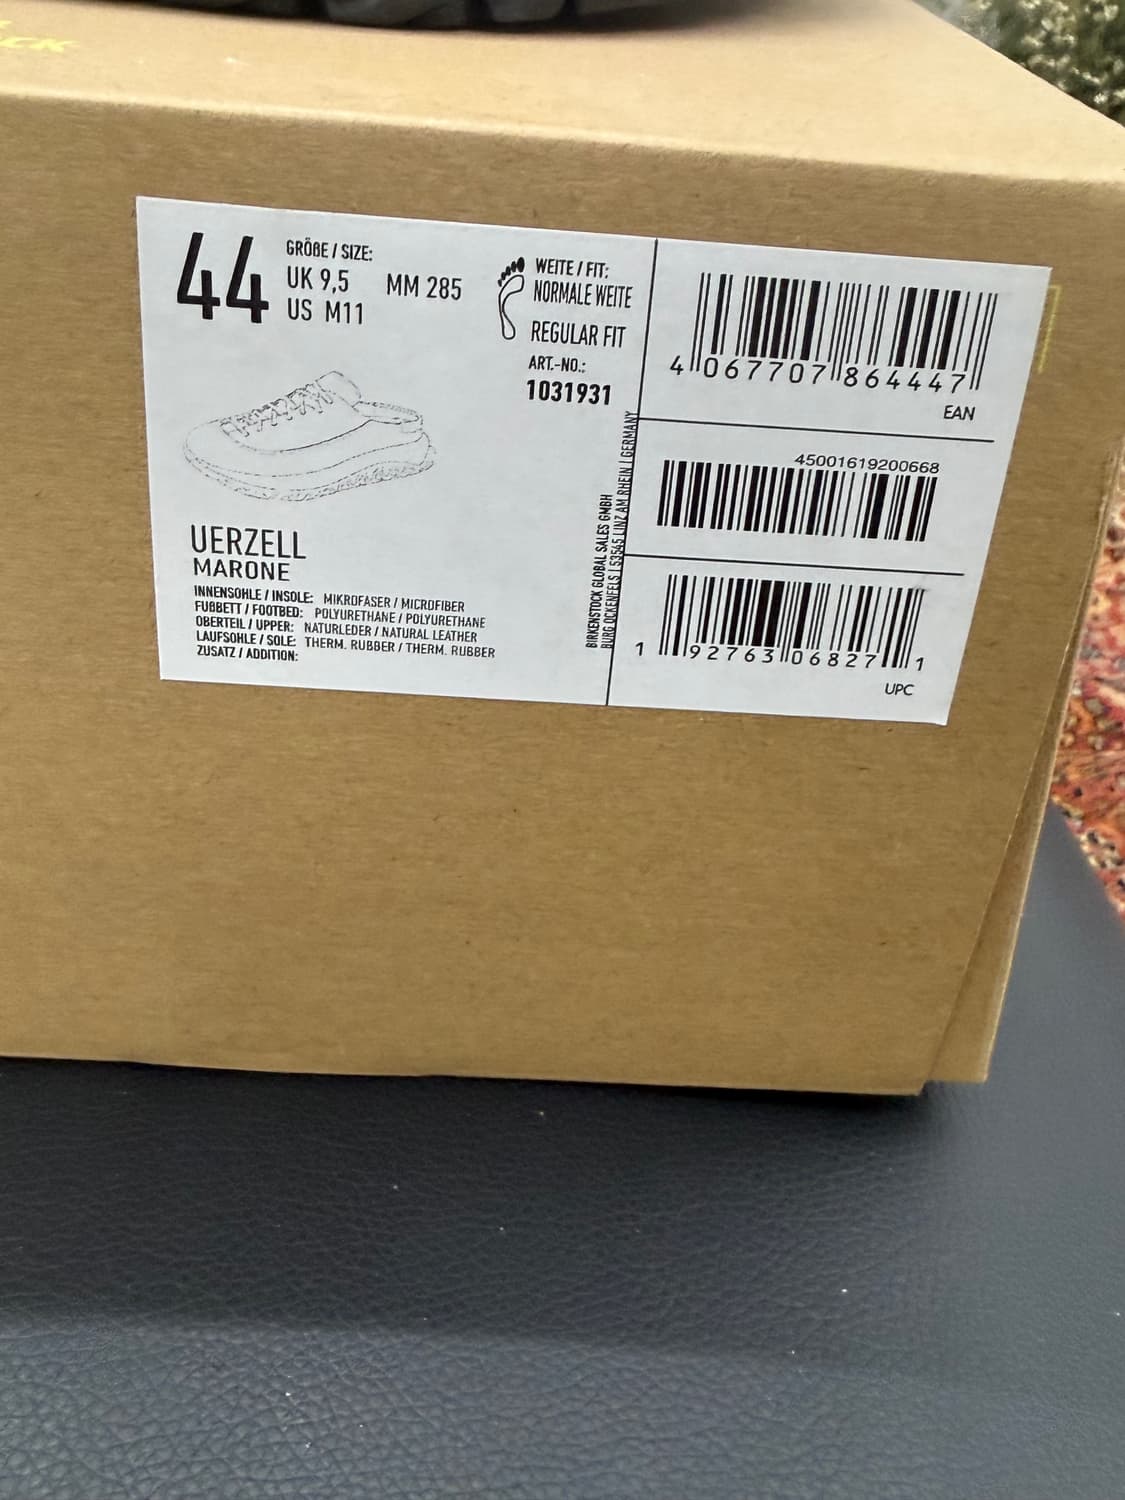 44
GRÖßE / SIZE:
UK 9,5 MM 285
US M11
WEITE / FIT:
NORMALE WEITE
REGULAR FIT
ART.-NO.:
1031931
UERZELL
MARONE
INNENSOHLE / INSOLE: MIKROFASER / MICROFIBER
FUßBETT / FOOTBED: POLYURETHANE / POLYURETHANE
OBERTEIL / UPPER: NATURLEDER / NATURAL LEATHER
LAUFSOHLE / SOLE: THERM. RUBBER / THERM. RUBBER
ZUSATZ / ADDITION:
BIRKENSTOCK GLOBAL SALES GMBH
BURG OCKENFELS | 53545 LINZ AM RHEIN | GERMANY
4 067707 864447
EAN
45001619200668
1 92763 06827 1
UPC